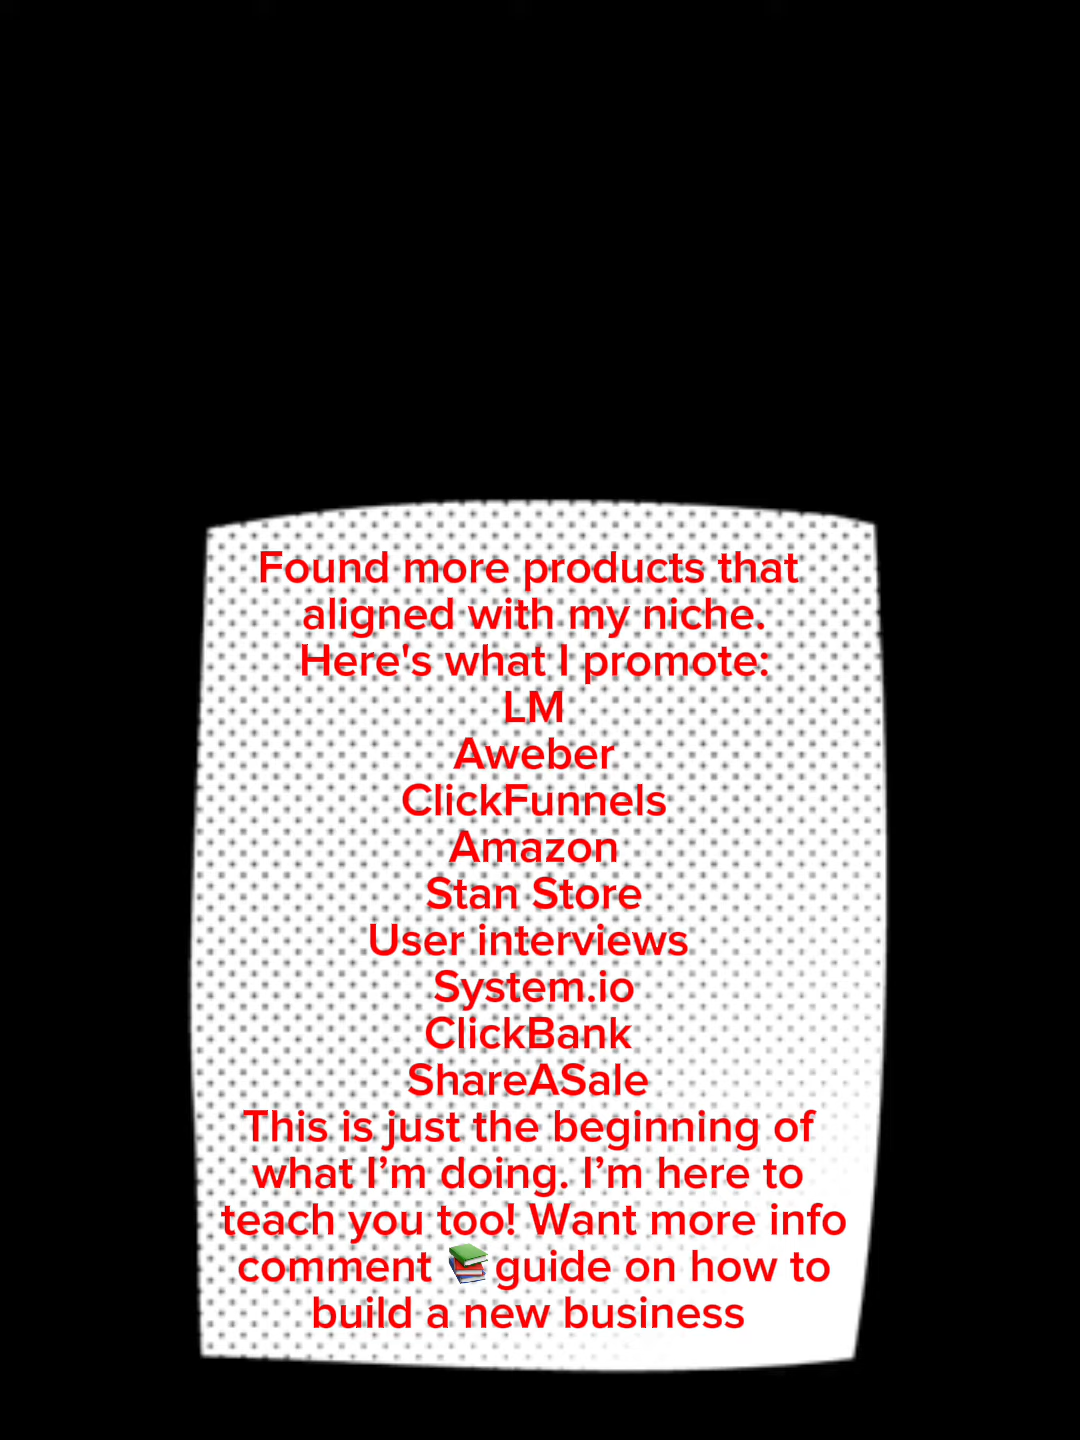 Found more products that
aligned with my niche.
Here's what I promote:
LM
Aweber
ClickFunnels
Amazon
Stan Store
User interviews
System.io
ClickBank
ShareASale
This is just the beginning of
what I’m doing. I’m here to
teach you too! Want more info
comment 📚guide on how to
build a new business